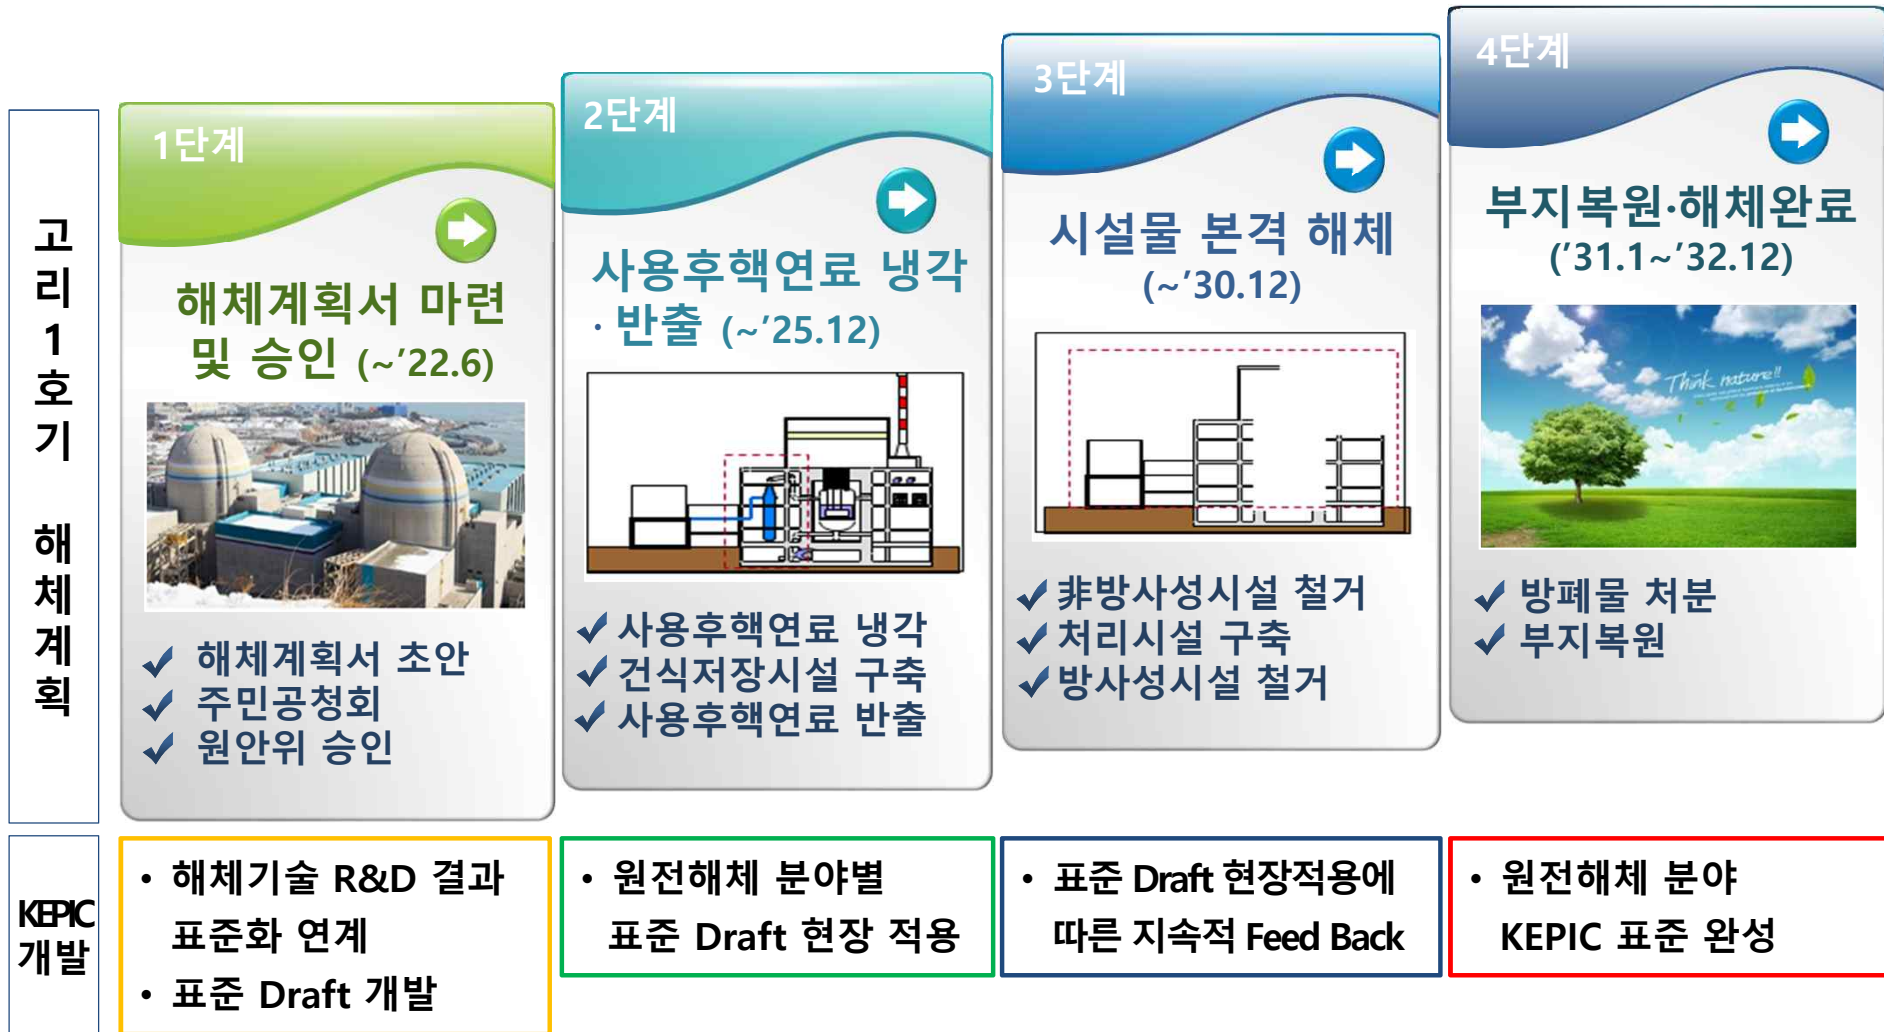 고리1호기 해체계획
1단계
해체계획서 마련
및 승인 (~’22.6)
✓ 해체계획서 초안
✓ 주민공청회
✓ 원안위 승인
2단계
사용후핵연료 냉각
· 반출 (~’25.12)
✓ 사용후핵연료 냉각
✓ 건식저장시설 구축
✓ 사용후핵연료 반출
3단계
시설물 본격 해체
(~’30.12)
✓ 非방사성시설 철거
✓ 처리시설 구축
✓ 방사성시설 철거
4단계
부지복원·해체완료
(’31.1~’32.12)
Think nature!!
✓ 방폐물 처분
✓ 부지복원
KEPIC
개발
• 해체기술 R&D 결과
표준화 연계
• 표준 Draft 개발
• 원전해체 분야별
표준 Draft 현장 적용
• 표준 Draft 현장적용에
따른 지속적 Feed Back
• 원전해체 분야
KEPIC 표준 완성